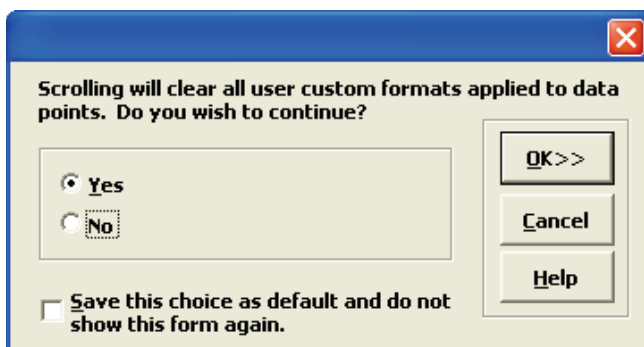 Scrolling will clear all user custom formats applied to data
points. Do you wish to continue?
Yes
No
Save this choice as default and do not
show this form again.
OK>>
Cancel
Help